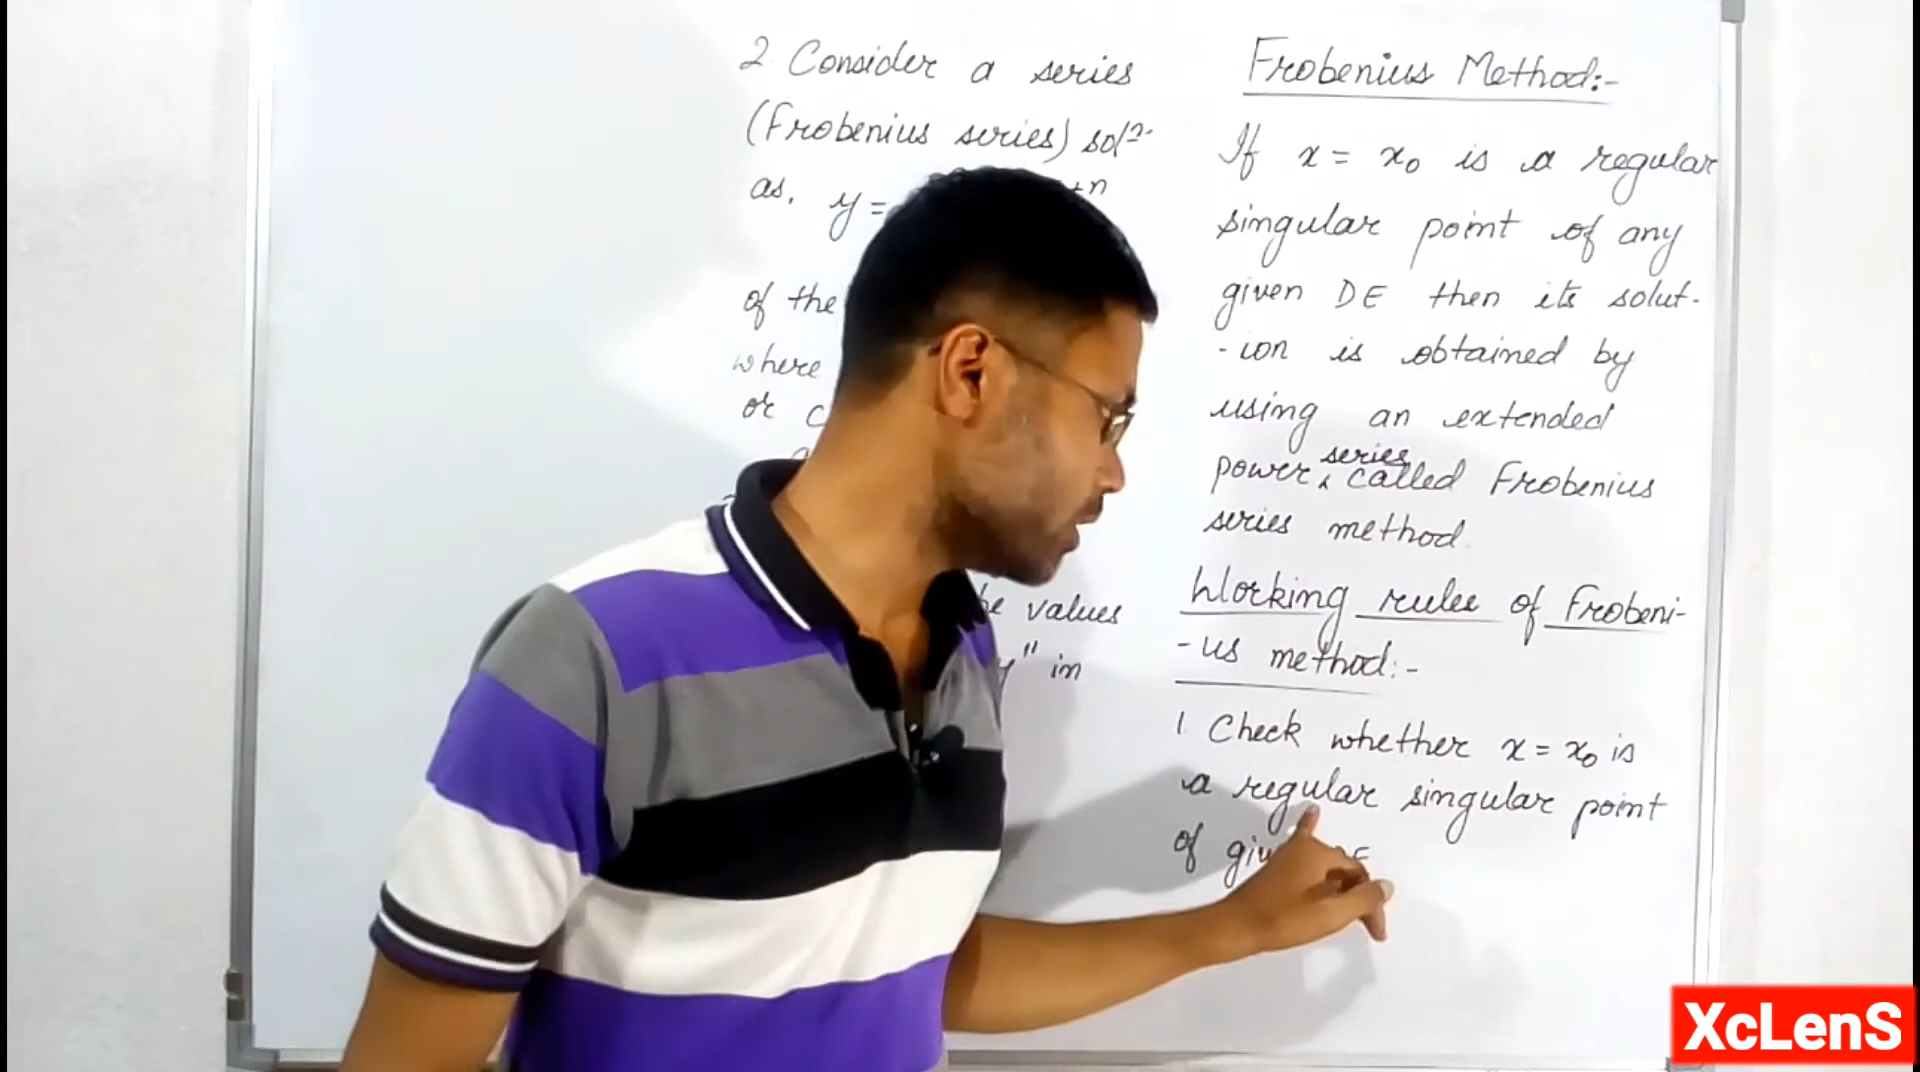 Frobenius Method:-
If x = x₀ is a regular
singular point of any
given DE then its solut-
-ion is obtained by
using an extended
series
power ‸ called Frobenius
series method.
Working rules of Frobeni-
-us method:-
1 Check whether x = x₀ is
a regular singular point
of
2 Consider a series
(Frobenius series) solⁿ.
as, y =
of the
where
or
values
y" in
XcLenS